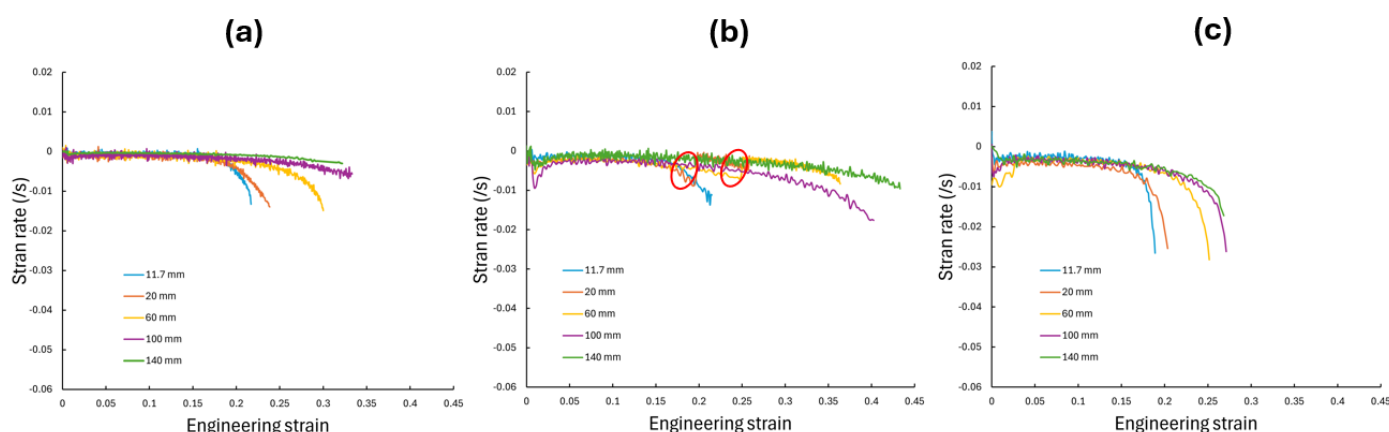 (a)
(b)
(c)
0.02
0.01
0
-0.01
-0.02
-0.03
-0.04
-0.05
-0.06
Stran rate (/s)
11.7 mm
20 mm
60 mm
100 mm
140 mm
0 0.05 0.1 0.15 0.2 0.25 0.3 0.35 0.4 0.45
Engineering strain
0.02
0.01
0
-0.01
-0.02
-0.03
-0.04
-0.05
-0.06
Stran rate (/s)
11.7 mm
20 mm
60 mm
100 mm
140 mm
0 0.05 0.1 0.15 0.2 0.25 0.3 0.35 0.4 0.45
Engineering strain
0.02
0.01
0
-0.01
-0.02
-0.03
-0.04
-0.05
-0.06
Stran rate (/s)
11.7 mm
20 mm
60 mm
100 mm
140 mm
0 0.05 0.1 0.15 0.2 0.25 0.3 0.35 0.4 0.45
Engineering strain